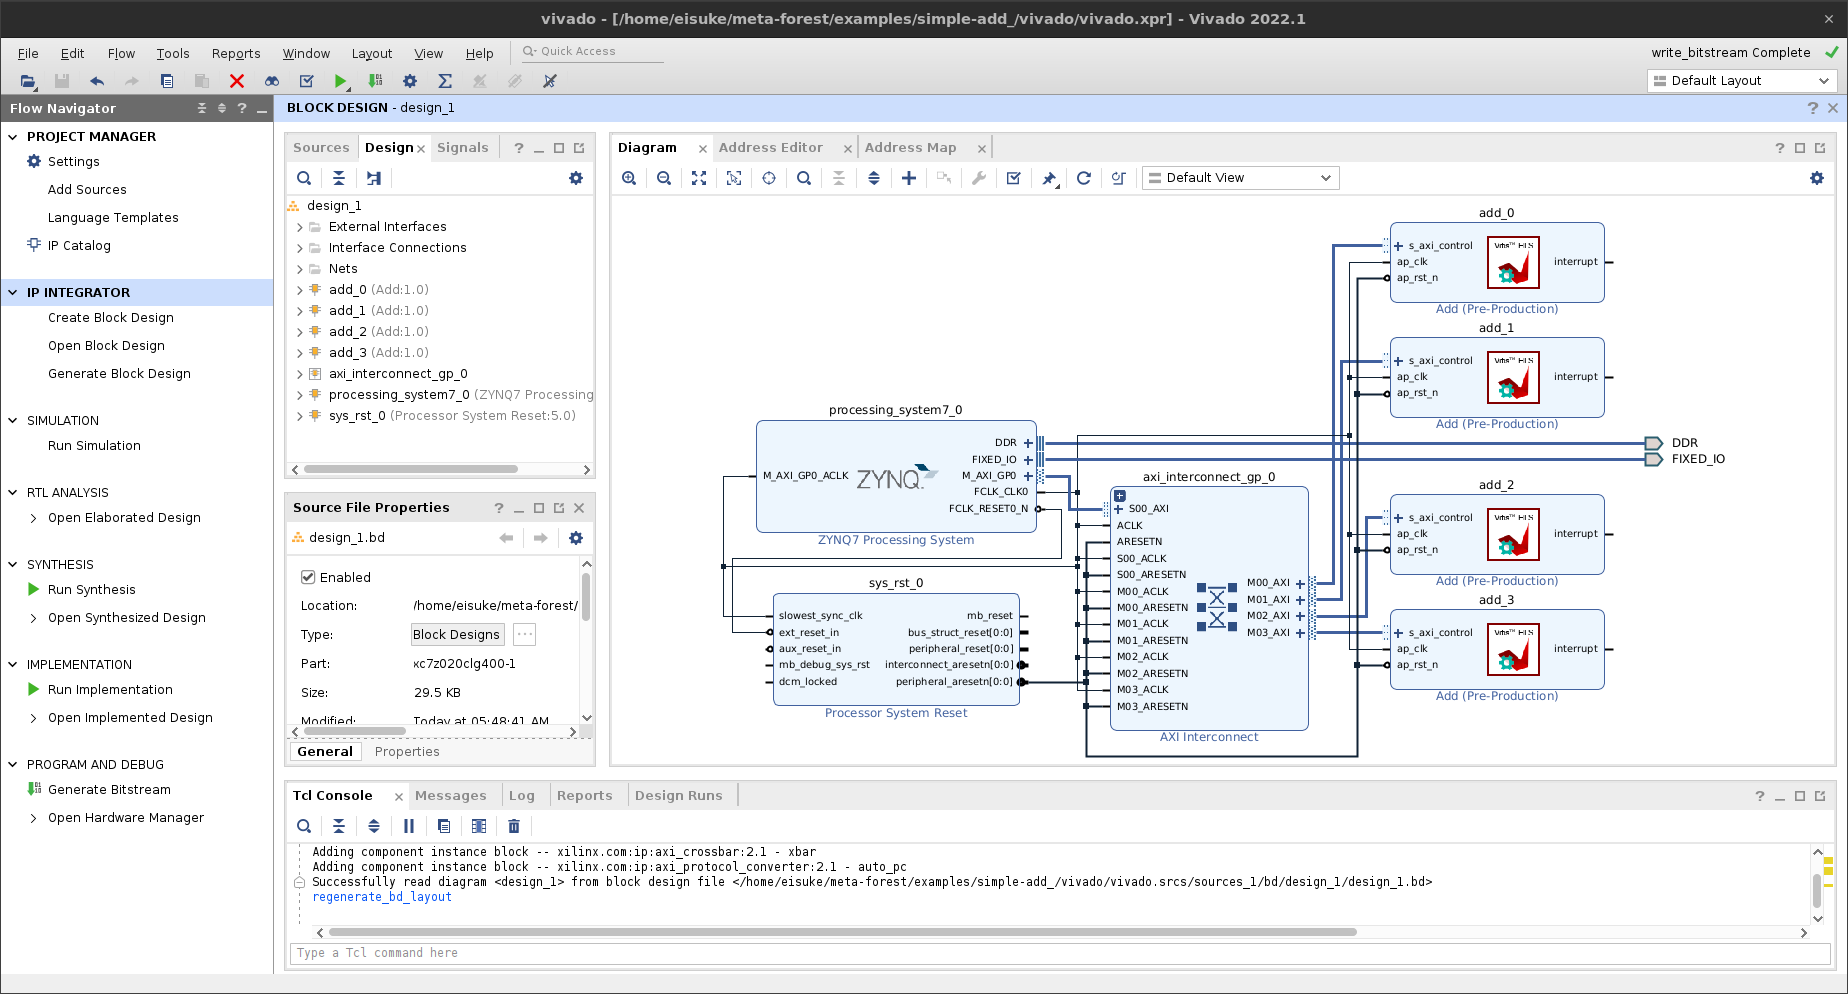 vivado - [/home/eisuke/meta-forest/examples/simple-add_/vivado/vivado.xpr] - Vivado 2022.1
File Edit Flow Tools Reports Window Layout View Help Quick Access
write_bitstream Complete
Default Layout
Flow Navigator
PROJECT MANAGER
Settings
Add Sources
Language Templates
IP Catalog
IP INTEGRATOR
Create Block Design
Open Block Design
Generate Block Design
SIMULATION
Run Simulation
RTL ANALYSIS
Open Elaborated Design
SYNTHESIS
Run Synthesis
Open Synthesized Design
IMPLEMENTATION
Run Implementation
Open Implemented Design
PROGRAM AND DEBUG
Generate Bitstream
Open Hardware Manager
BLOCK DESIGN - design_1
Sources Design Signals
design_1
External Interfaces
Interface Connections
Nets
add_0 (Add:1.0)
add_1 (Add:1.0)
add_2 (Add:1.0)
add_3 (Add:1.0)
axi_interconnect_gp_0
processing_system7_0 (ZYNQ7 Processing
sys_rst_0 (Processor System Reset:5.0)
Source File Properties
design_1.bd
Enabled
Location: /home/eisuke/meta-forest/
Type: Block Designs ...
Part: xc7z020clg400-1
Size: 29.5 KB
Modified: Today at 05:48:41 AM
General Properties
Diagram Address Editor Address Map
Default View
processing_system7_0
DDR
FIXED_IO
M_AXI_GP0_ACLK ZYNQ M_AXI_GP0
FCLK_CLK0
FCLK_RESET0_N
ZYNQ7 Processing System
sys_rst_0
slowest_sync_clk mb_reset
ext_reset_in bus_struct_reset[0:0]
aux_reset_in peripheral_reset[0:0]
mb_debug_sys_rst interconnect_aresetn[0:0]
dcm_locked peripheral_aresetn[0:0]
Processor System Reset
axi_interconnect_gp_0
S00_AXI
ACLK
ARESETN
S00_ACLK
S00_ARESETN
M00_ACLK
M00_ARESETN
M01_ACLK
M01_ARESETN
M02_ACLK
M02_ARESETN
M03_ACLK
M03_ARESETN
M00_AXI
M01_AXI
M02_AXI
M03_AXI
AXI Interconnect
add_0
s_axi_control
ap_clk interrupt
ap_rst_n
Vitis™ HLS
Add (Pre-Production)
add_1
s_axi_control
ap_clk interrupt
ap_rst_n
Vitis™ HLS
Add (Pre-Production)
DDR
FIXED_IO
add_2
s_axi_control
ap_clk interrupt
ap_rst_n
Vitis™ HLS
Add (Pre-Production)
add_3
s_axi_control
ap_clk interrupt
ap_rst_n
Vitis™ HLS
Add (Pre-Production)
Tcl Console Messages Log Reports Design Runs
Adding component instance block -- xilinx.com:ip:axi_crossbar:2.1 - xbar
Adding component instance block -- xilinx.com:ip:axi_protocol_converter:2.1 - auto_pc
Successfully read diagram <design_1> from block design file </home/eisuke/meta-forest/examples/simple-add_/vivado/vivado.srcs/sources_1/bd/design_1/design_1.bd>
regenerate_bd_layout
Type a Tcl command here